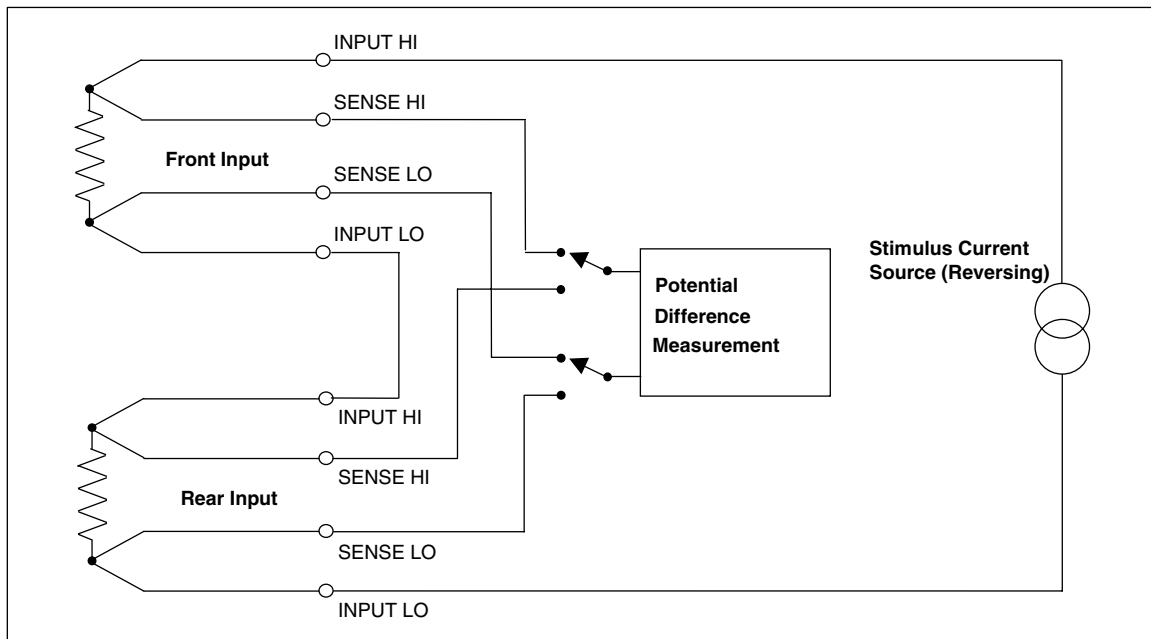 INPUT HI
SENSE HI
Front Input
SENSE LO
INPUT LO
Stimulus Current
Source (Reversing)
Potential
Difference
Measurement
INPUT HI
SENSE HI
Rear Input
SENSE LO
INPUT LO